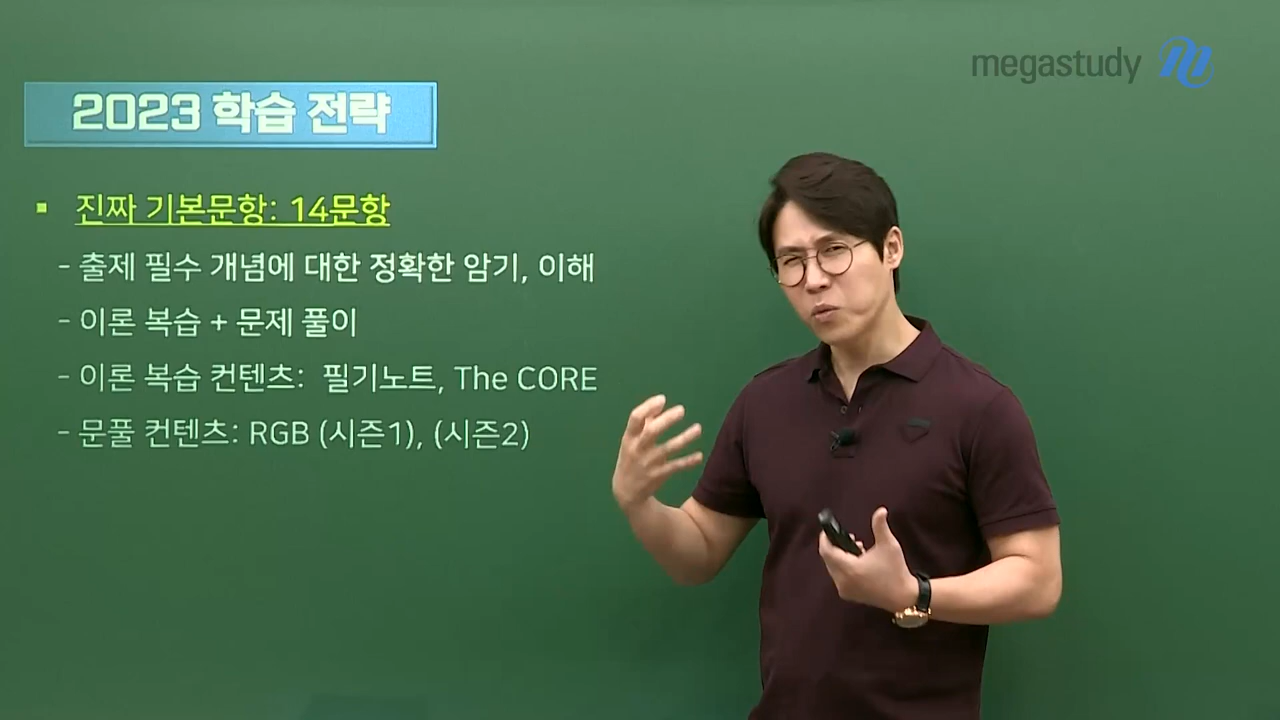 megastudy
2023 학습 전략
진짜 기본문항: 14문항
- 출제 필수 개념에 대한 정확한 암기, 이해
- 이론 복습 + 문제 풀이
- 이론 복습 컨텐츠: 필기노트, The CORE
- 문풀 컨텐츠: RGB (시즌1), (시즌2)